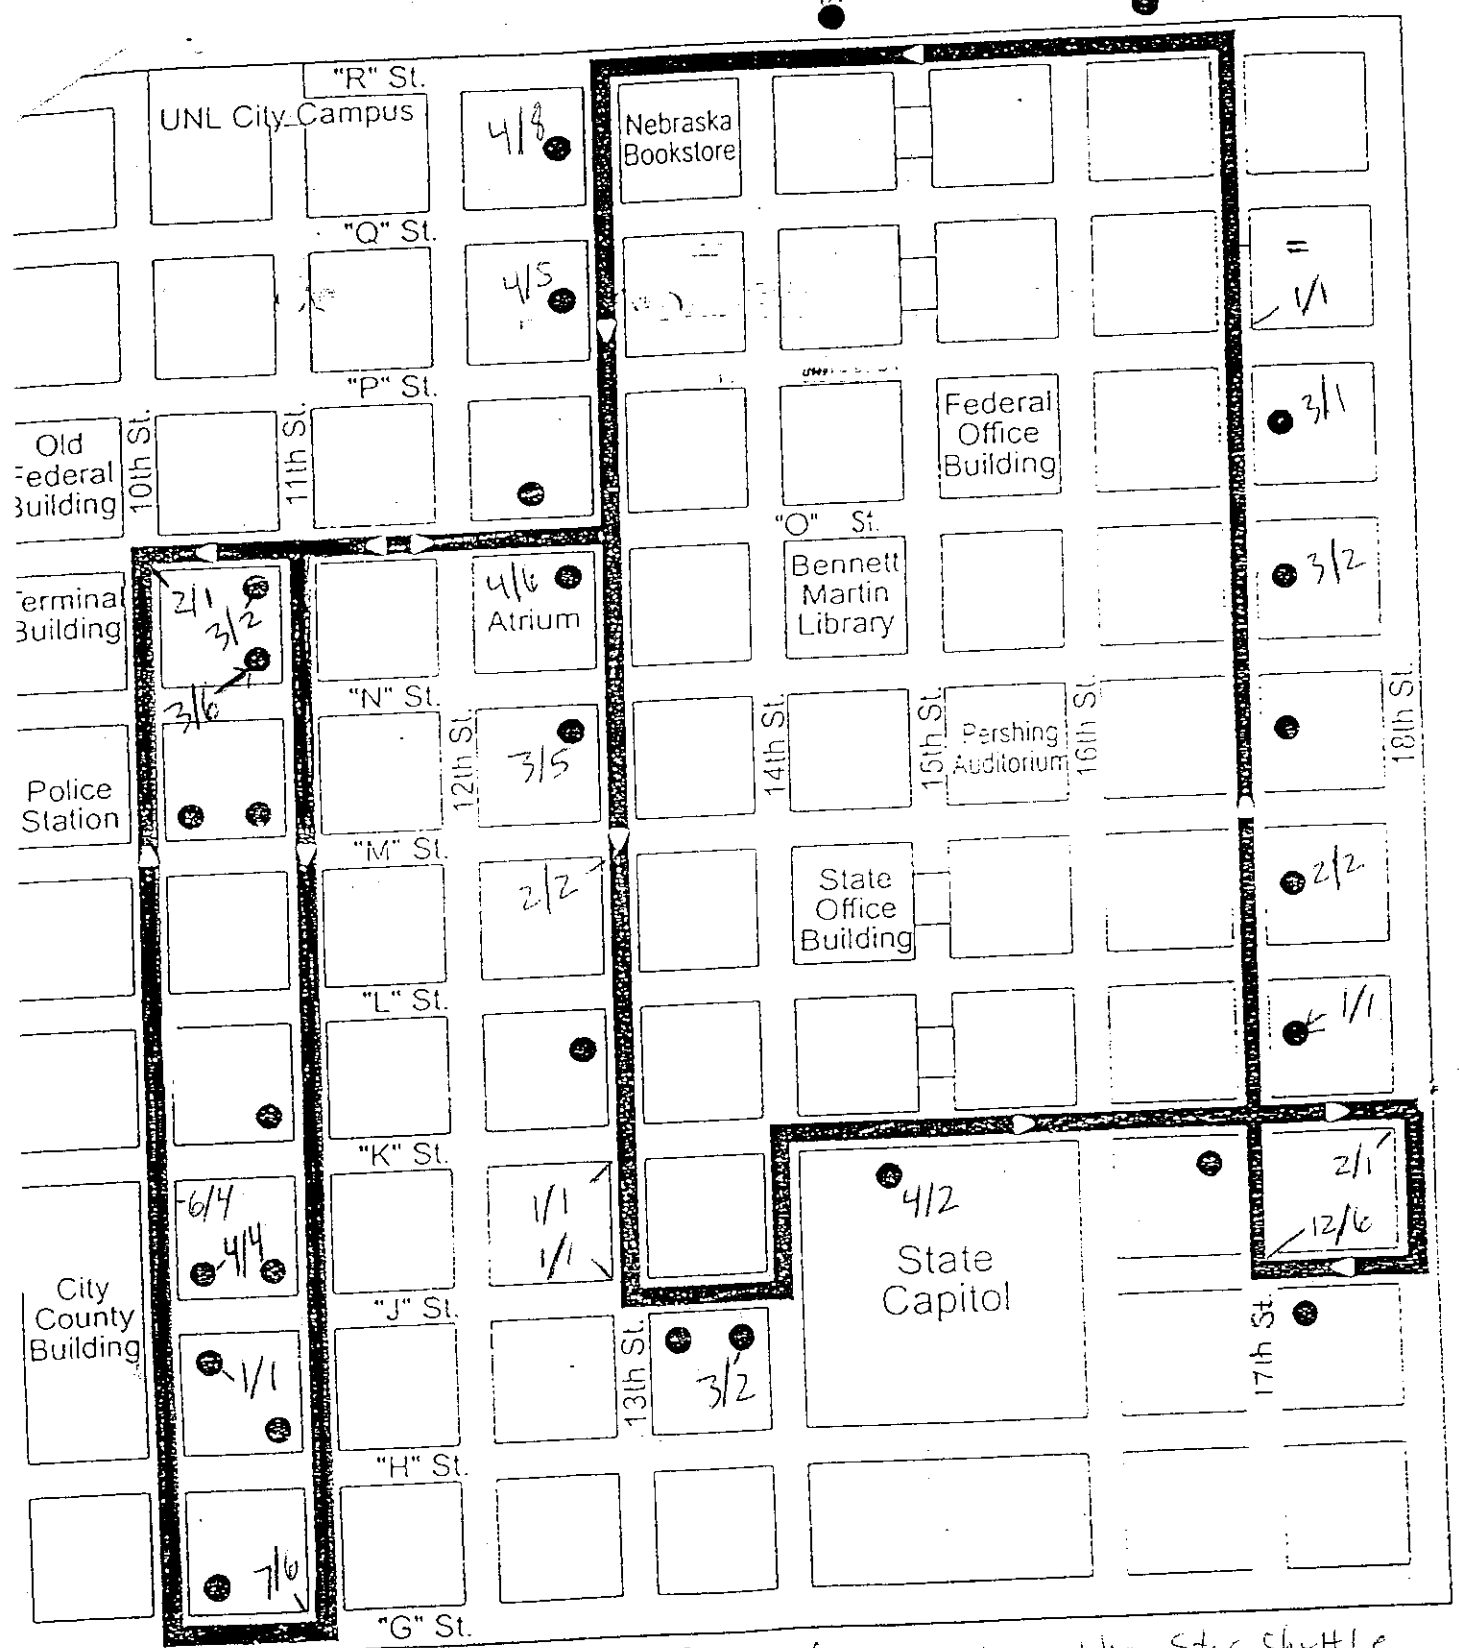 "R" St.
UNL City Campus
4/8
Nebraska
Bookstore
"Q" St.
4/5
=
1/1
"P" St.
Old
Federal
Building
10th St.
11th St.
Federal
Office
Building
3/1
"O" St.
Terminal
Building
2/1
3/2
3/6
4/6
Atrium
Bennett
Martin
Library
3/2
"N" St.
Police
Station
12th St.
3/5
14th St.
15th St.
Pershing
Auditorium
16th St.
18th St.
"M" St.
2/2
State
Office
Building
2/2
"L" St.
1/1
"K" St.
6/4
4/4
1/1
1/1
4/2
State
Capitol
2/1
12/6
City
County
Building
"J" St.
1/1
13th St.
3/2
17th St.
"H" St.
7/6
"G" St.
Star Shuttle